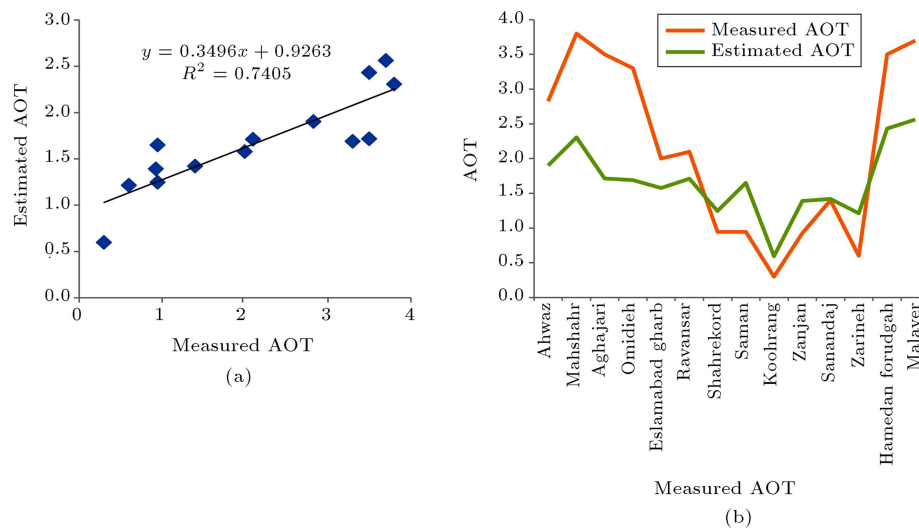 3.0
2.5
2.0
1.5
1.0
0.5
0.0
Estimated AOT
y = 0.3496x + 0.9263
R² = 0.7405
0
1
2
3
4
Measured AOT
(a)
4.0
3.5
3.0
2.5
2.0
1.5
1.0
0.5
0.0
AOT
Measured AOT
Estimated AOT
Ahwaz
Mahshahr
Aghajari
Omidieh
Eslamabad gharb
Ravansar
Shahrekord
Saman
Koohrang
Zanjan
Sanandaj
Zarineh
Hamedan forudgah
Malayer
Measured AOT
(b)